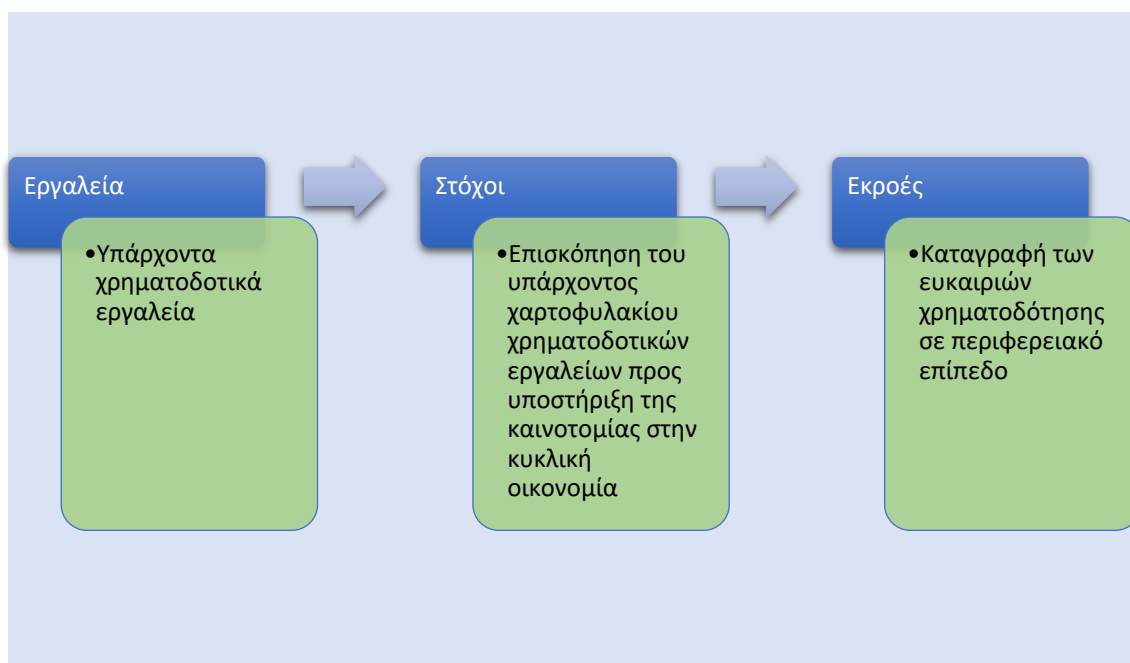 Εργαλεία
•Υπάρχοντα
χρηματοδοτικά
εργαλεία
Στόχοι
•Επισκόπηση του
υπάρχοντος
χαρτοφυλακίου
χρηματοδοτικών
εργαλείων προς
υποστήριξη της
καινοτομίας στην
κυκλική
οικονομία
Εκροές
•Καταγραφή των
ευκαιριών
χρηματοδότησης
σε περιφερειακό
επίπεδο